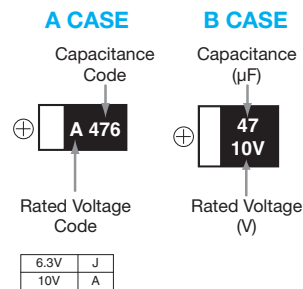 A CASE
Capacitance
Code
⊕ A 476
Rated Voltage
Code
6.3V J
10V A
B CASE
Capacitance
(µF)
⊕ 47
10V
Rated Voltage
(V)